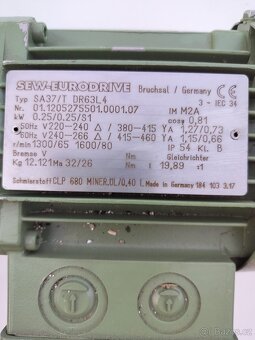 SEW-EURODRIVE Bruchsal / Germany CE
Typ SA37/T DR63L4 3 ~ IEC 34
Nr. 01.1205275501.0001.07 IM M2A
kW 0.25/0.25/S1 cosφ 0,81
50Hz V220-240 Δ / 380-415 Y A 1,27/0,73
60Hz V240-266 Δ / 415-460 Y A 1,15/0,66
r/min 1300/65 1600/80 IP 54 Kl. B
Bremse V Nm Gleichrichter
Kg 12.121 Ma 32/26 i 19,89 :1
Schmierstoff CLP 680 MINER.ÖL/0,40 l Made in Germany 184 103 3.17